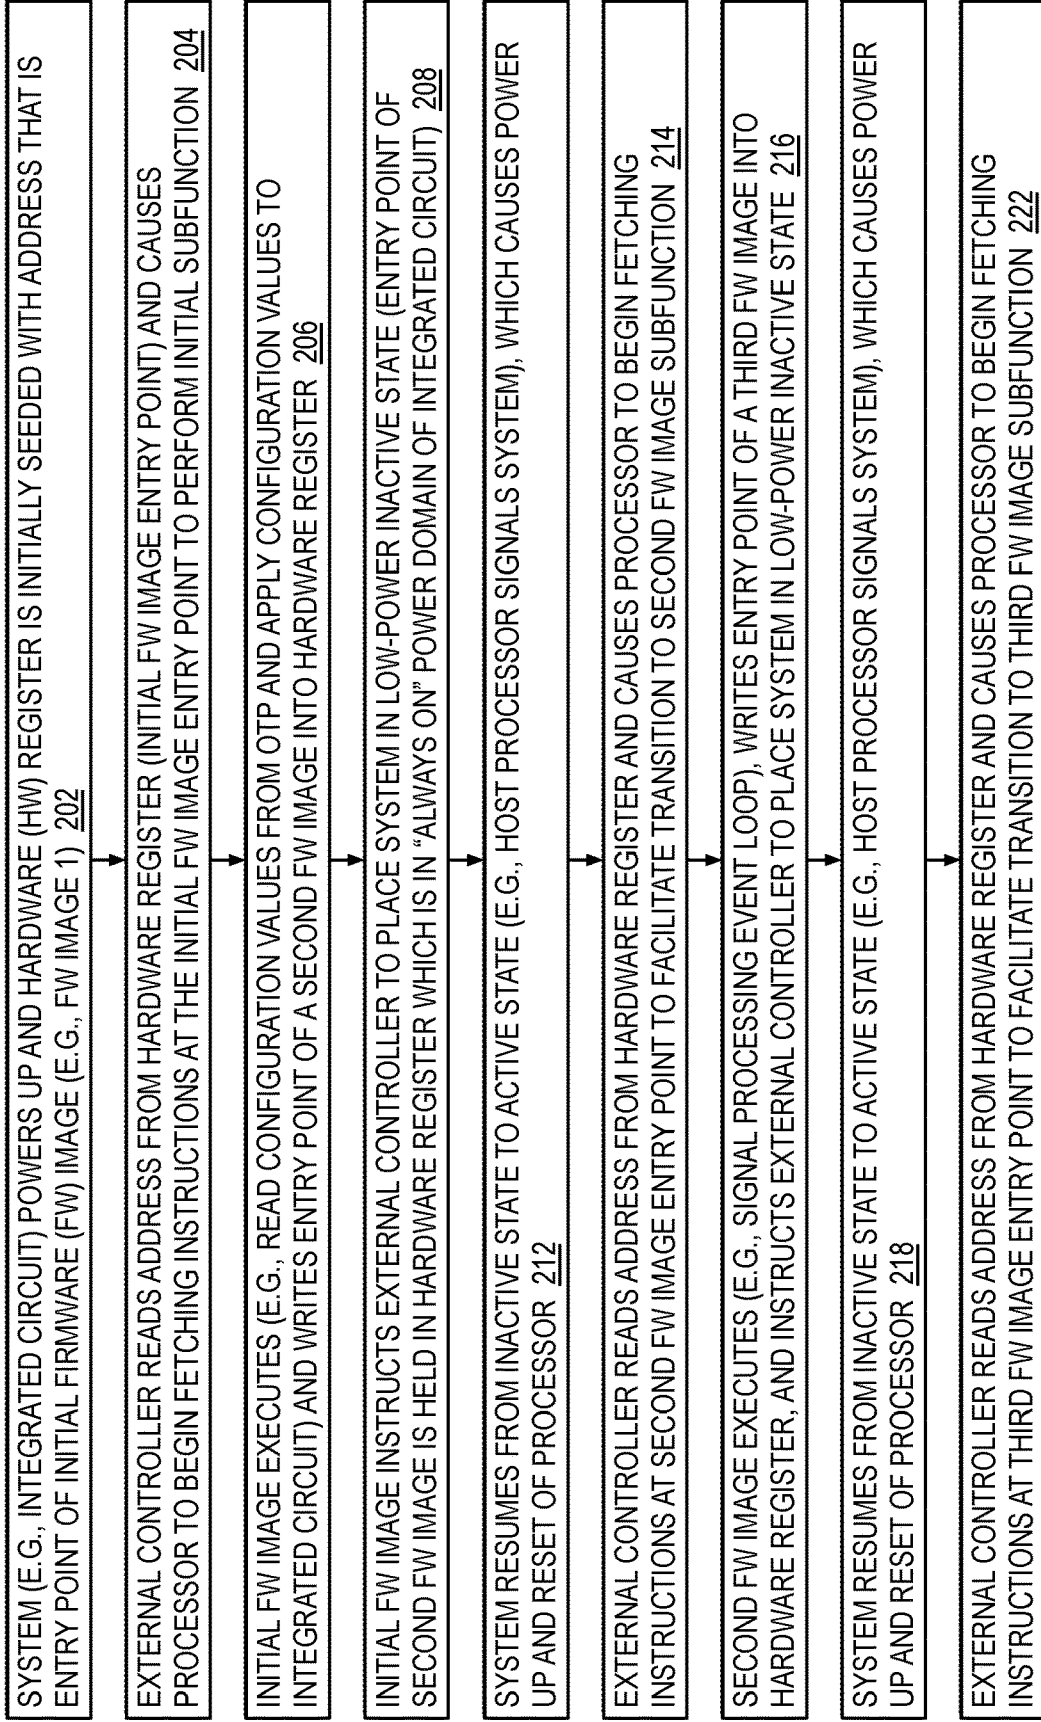 SYSTEM (E.G., INTEGRATED CIRCUIT) POWERS UP AND HARDWARE (HW) REGISTER IS INITIALLY SEEDED WITH ADDRESS THAT IS
ENTRY POINT OF INITIAL FIRMWARE (FW) IMAGE (E.G., FW IMAGE 1) 202
EXTERNAL CONTROLLER READS ADDRESS FROM HARDWARE REGISTER (INITIAL FW IMAGE ENTRY POINT) AND CAUSES
PROCESSOR TO BEGIN FETCHING INSTRUCTIONS AT THE INITIAL FW IMAGE ENTRY POINT TO PERFORM INITIAL SUBFUNCTION 204
INITIAL FW IMAGE EXECUTES (E.G., READ CONFIGURATION VALUES FROM OTP AND APPLY CONFIGURATION VALUES TO
INTEGRATED CIRCUIT) AND WRITES ENTRY POINT OF A SECOND FW IMAGE INTO HARDWARE REGISTER 206
INITIAL FW IMAGE INSTRUCTS EXTERNAL CONTROLLER TO PLACE SYSTEM IN LOW-POWER INACTIVE STATE (ENTRY POINT OF
SECOND FW IMAGE IS HELD IN HARDWARE REGISTER WHICH IS IN “ALWAYS ON” POWER DOMAIN OF INTEGRATED CIRCUIT) 208
SYSTEM RESUMES FROM INACTIVE STATE TO ACTIVE STATE (E.G., HOST PROCESSOR SIGNALS SYSTEM), WHICH CAUSES POWER
UP AND RESET OF PROCESSOR 212
EXTERNAL CONTROLLER READS ADDRESS FROM HARDWARE REGISTER AND CAUSES PROCESSOR TO BEGIN FETCHING
INSTRUCTIONS AT SECOND FW IMAGE ENTRY POINT TO FACILITATE TRANSITION TO SECOND FW IMAGE SUBFUNCTION 214
SECOND FW IMAGE EXECUTES (E.G., SIGNAL PROCESSING EVENT LOOP), WRITES ENTRY POINT OF A THIRD FW IMAGE INTO
HARDWARE REGISTER, AND INSTRUCTS EXTERNAL CONTROLLER TO PLACE SYSTEM IN LOW-POWER INACTIVE STATE 216
SYSTEM RESUMES FROM INACTIVE STATE TO ACTIVE STATE (E.G., HOST PROCESSOR SIGNALS SYSTEM), WHICH CAUSES POWER
UP AND RESET OF PROCESSOR 218
EXTERNAL CONTROLLER READS ADDRESS FROM HARDWARE REGISTER AND CAUSES PROCESSOR TO BEGIN FETCHING
INSTRUCTIONS AT THIRD FW IMAGE ENTRY POINT TO FACILITATE TRANSITION TO THIRD FW IMAGE SUBFUNCTION 222